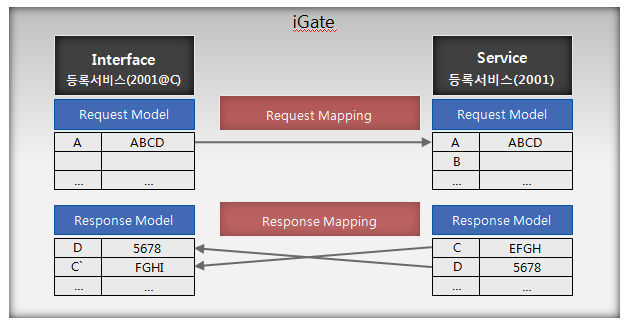 iGate
Interface
등록서비스(2001@C)
Service
등록서비스(2001)
Request Model
Request Mapping
Request Model
A ABCD
A ABCD
B
... ...
... ...
Response Model
Response Mapping
Response Model
D 5678
C EFGH
C` FGHI
D 5678
... ...
... ...